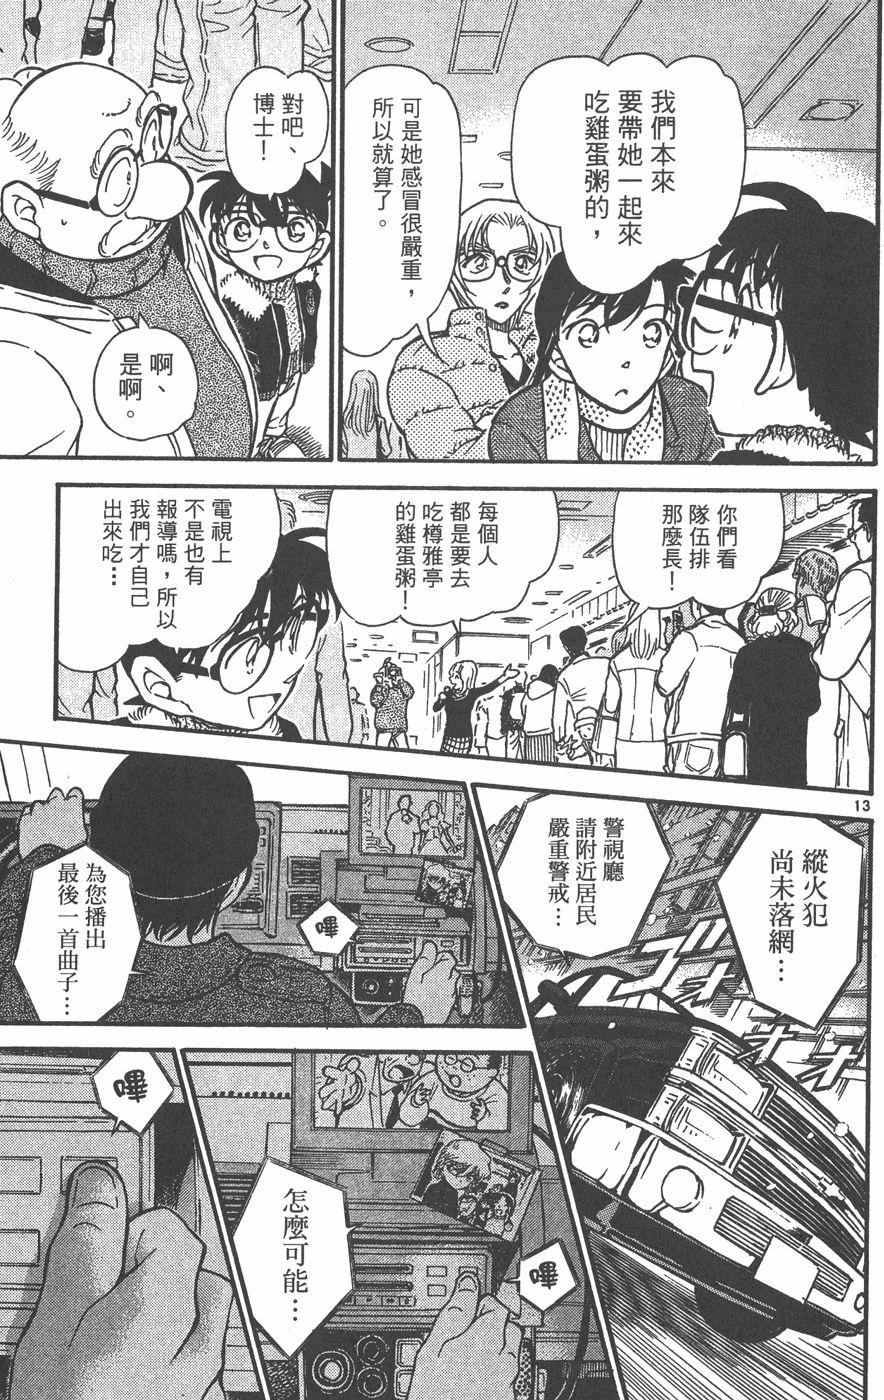 我們本來
要帶她一起來
吃雞蛋粥的，
可是她感冒很嚴重，
所以就算了。
對吧、
博士！
啊、
是啊。
你們看
隊伍排
那麼長！
每個人
都是要去
吃樽雅亭
的雞蛋粥！
電視上
不是也有
報導嗎，所以
我們才自己
出來吃…
13
縱火犯
尚未落網…
警視廳
請附近居民
嚴重警戒…
ゴオオオ
嗶
為您播出
最後一首曲子…
嗶
怎麼可能…
嗶